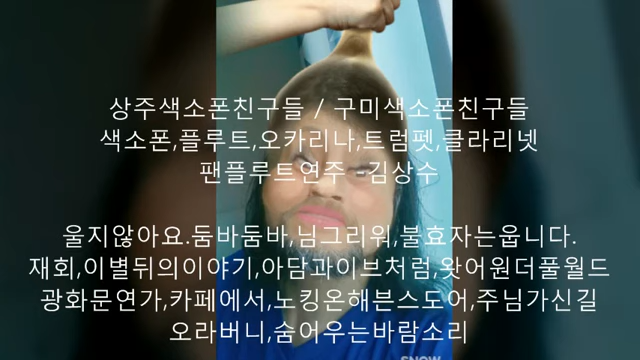 상주색소폰친구들 / 구미색소폰친구들
색소폰,플루트,오카리나,트럼펫,클라리넷
팬플루트연주 - 김상수
울지않아요.둠바둠바,님그리워,불효자는웁니다.
재회,이별뒤의이야기,아담과이브처럼,왓어원더풀월드
광화문연가,카페에서,노킹온해븐스도어,주님가신길
오라버니,숨어우는바람소리
SNOW